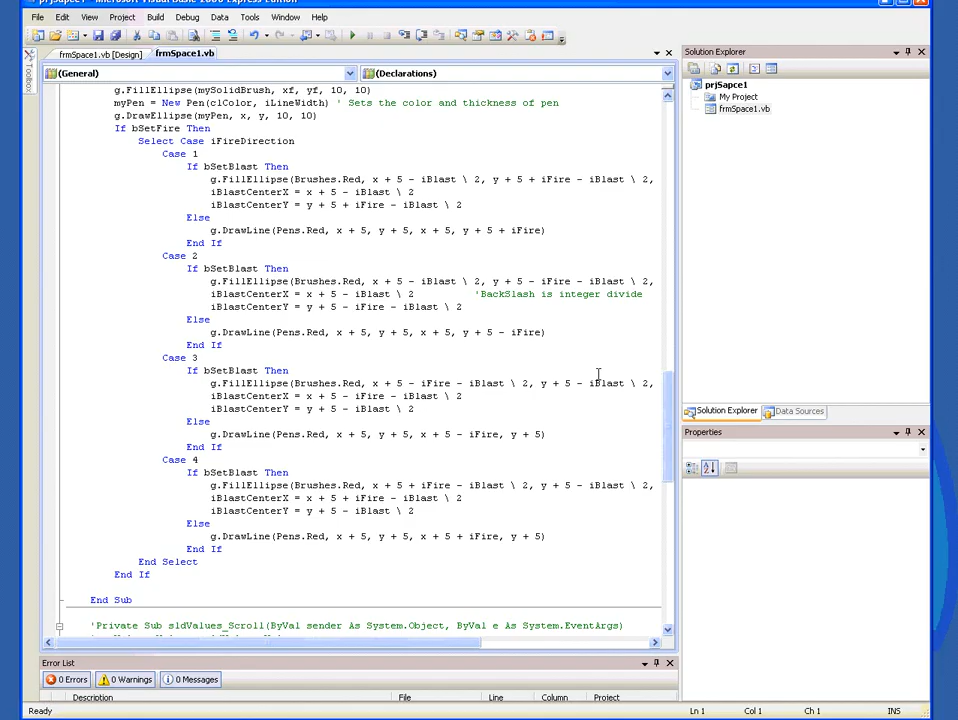 File Edit View Project Build Debug Data Tools Window Help
frmSpace1.vb [Design] frmSpace1.vb
(General) (Declarations)
Toolbox
g.FillEllipse(mySolidBrush, xf, yf, 10, 10)
myPen = New Pen(clColor, iLineWidth) ' Sets the color and thickness of pen
g.DrawEllipse(myPen, x, y, 10, 10)
If bSetFire Then
Select Case iFireDirection
Case 1
If bSetBlast Then
g.FillEllipse(Brushes.Red, x + 5 - iBlast \ 2, y + 5 + iFire - iBlast \ 2,
iBlastCenterX = x + 5 - iBlast \ 2
iBlastCenterY = y + 5 + iFire - iBlast \ 2
Else
g.DrawLine(Pens.Red, x + 5, y + 5, x + 5, y + 5 + iFire)
End If
Case 2
If bSetBlast Then
g.FillEllipse(Brushes.Red, x + 5 - iBlast \ 2, y + 5 - iFire - iBlast \ 2,
iBlastCenterX = x + 5 - iBlast \ 2 'BackSlash is integer divide
iBlastCenterY = y + 5 - iFire - iBlast \ 2
Else
g.DrawLine(Pens.Red, x + 5, y + 5, x + 5, y + 5 - iFire)
End If
Case 3
If bSetBlast Then
g.FillEllipse(Brushes.Red, x + 5 - iFire - iBlast \ 2, y + 5 - iBlast \ 2,
iBlastCenterX = x + 5 - iFire - iBlast \ 2
iBlastCenterY = y + 5 - iBlast \ 2
Else
g.DrawLine(Pens.Red, x + 5, y + 5, x + 5 - iFire, y + 5)
End If
Case 4
If bSetBlast Then
g.FillEllipse(Brushes.Red, x + 5 + iFire - iBlast \ 2, y + 5 - iBlast \ 2,
iBlastCenterX = x + 5 + iFire - iBlast \ 2
iBlastCenterY = y + 5 - iBlast \ 2
Else
g.DrawLine(Pens.Red, x + 5, y + 5, x + 5 + iFire, y + 5)
End If
End Select
End If
End Sub
'Private Sub sldValues_Scroll(ByVal sender As System.Object, ByVal e As System.EventArgs)
Solution Explorer
prjSapce1
My Project
frmSpace1.vb
Solution Explorer Data Sources
Properties
Error List
0 Errors 0 Warnings 0 Messages
Description File Line Column Project
Ready Ln 1 Col 1 Ch 1 INS